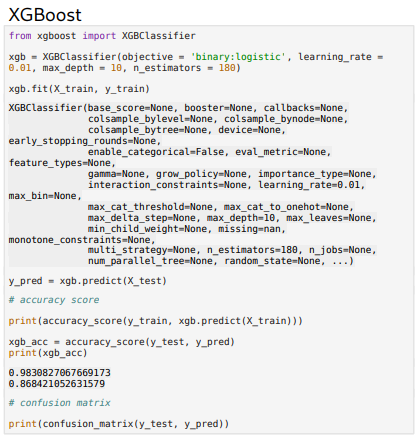 XGBoost
from xgboost import XGBClassifier
xgb = XGBClassifier(objective = 'binary:logistic', learning_rate =
0.01, max_depth = 10, n_estimators = 180)
xgb.fit(X_train, y_train)
XGBClassifier(base_score=None, booster=None, callbacks=None,
colsample_bylevel=None, colsample_bynode=None,
colsample_bytree=None, device=None,
early_stopping_rounds=None,
enable_categorical=False, eval_metric=None,
feature_types=None,
gamma=None, grow_policy=None, importance_type=None,
interaction_constraints=None, learning_rate=0.01,
max_bin=None,
max_cat_threshold=None, max_cat_to_onehot=None,
max_delta_step=None, max_depth=10, max_leaves=None,
min_child_weight=None, missing=nan,
monotone_constraints=None,
multi_strategy=None, n_estimators=180, n_jobs=None,
num_parallel_tree=None, random_state=None, ...)
y_pred = xgb.predict(X_test)
# accuracy score
print(accuracy_score(y_train, xgb.predict(X_train)))
xgb_acc = accuracy_score(y_test, y_pred)
print(xgb_acc)
0.9830827067669173
0.868421052631579
# confusion matrix
print(confusion_matrix(y_test, y_pred))